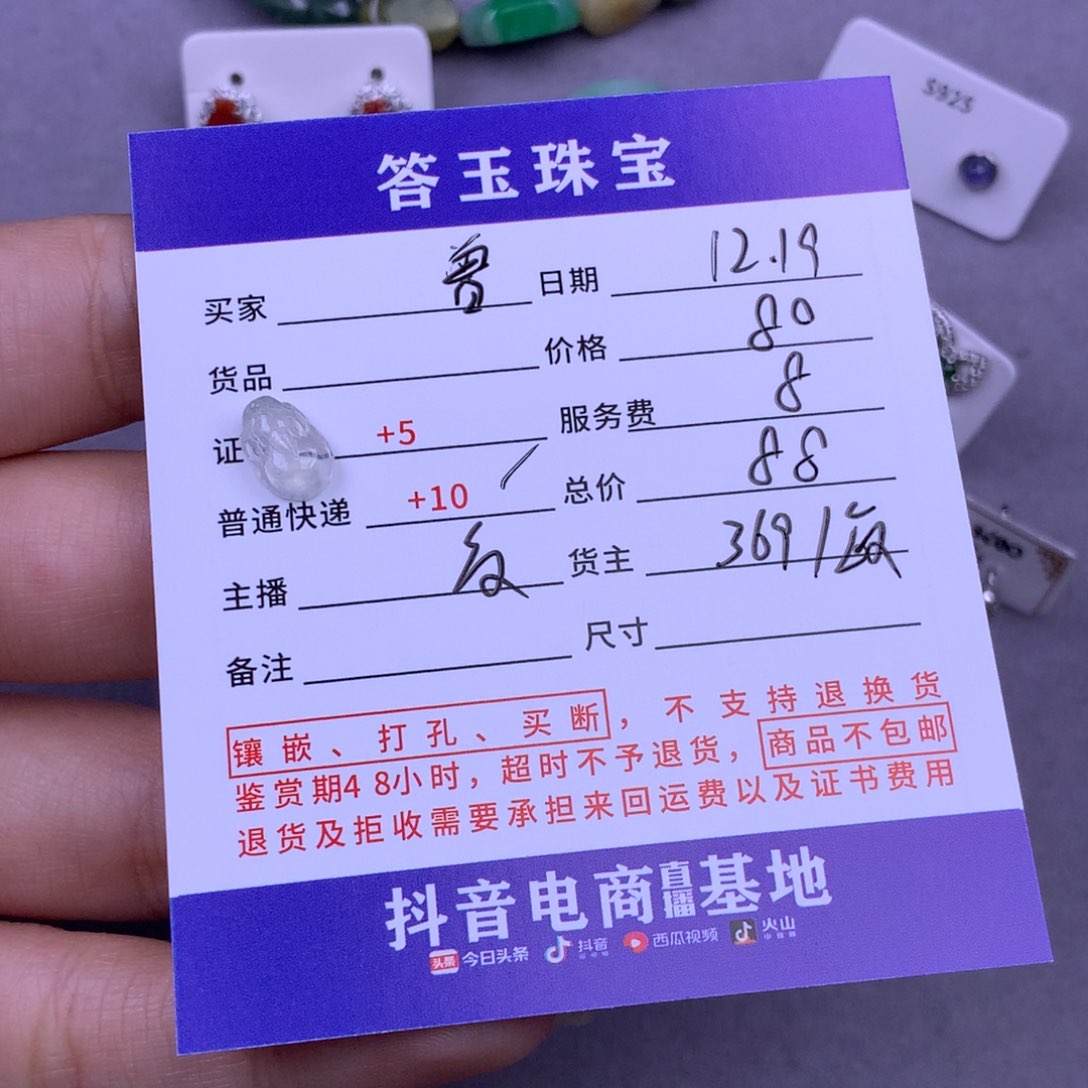 S925
答玉珠宝
买家 曾 日期 12.19
货品 价格 80
证 +5 服务费 8
普通快递 +10 / 总价 88
主播 货主 369/
备注 尺寸
镶嵌、打孔、买断，不支持退换货
鉴赏期48小时，超时不予退货，商品不包邮
退货及拒收需要承担来回运费以及证书费用
抖音电商直播基地
头条 今日头条 抖音 西瓜视频 火山